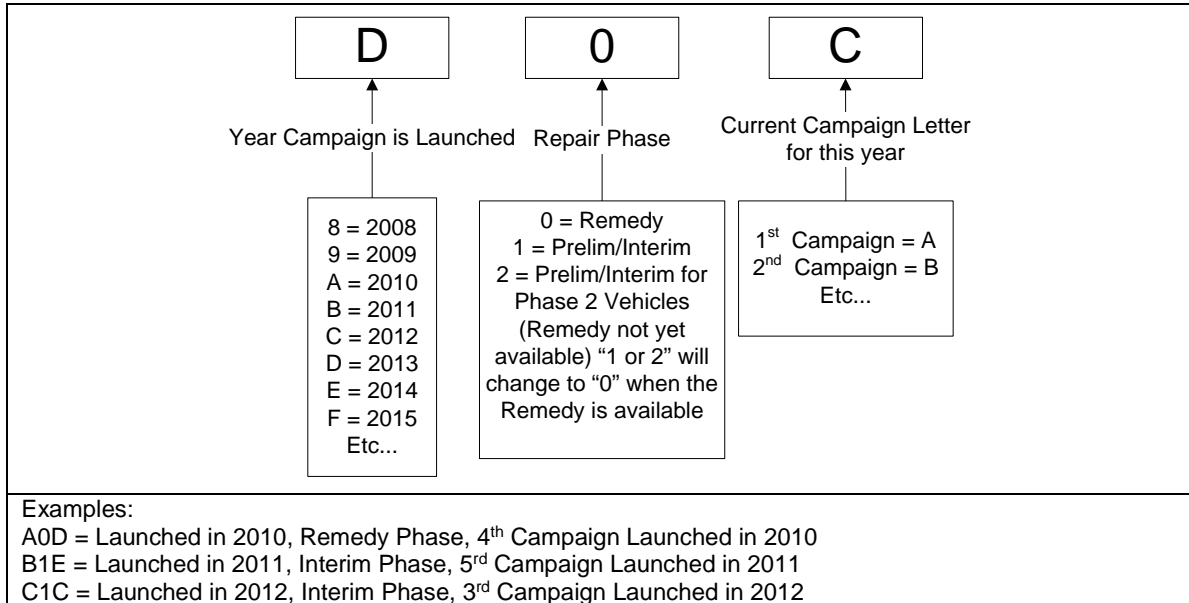 D 0 C
Year Campaign is Launched
Repair Phase
Current Campaign Letter
for this year
8 = 2008
9 = 2009
A = 2010
B = 2011
C = 2012
D = 2013
E = 2014
F = 2015
Etc...
0 = Remedy
1 = Prelim/Interim
2 = Prelim/Interim for
Phase 2 Vehicles
(Remedy not yet
available) “1 or 2” will
change to “0” when the
Remedy is available
1st Campaign = A
2nd Campaign = B
Etc...
Examples:
A0D = Launched in 2010, Remedy Phase, 4th Campaign Launched in 2010
B1E = Launched in 2011, Interim Phase, 5rd Campaign Launched in 2011
C1C = Launched in 2012, Interim Phase, 3rd Campaign Launched in 2012